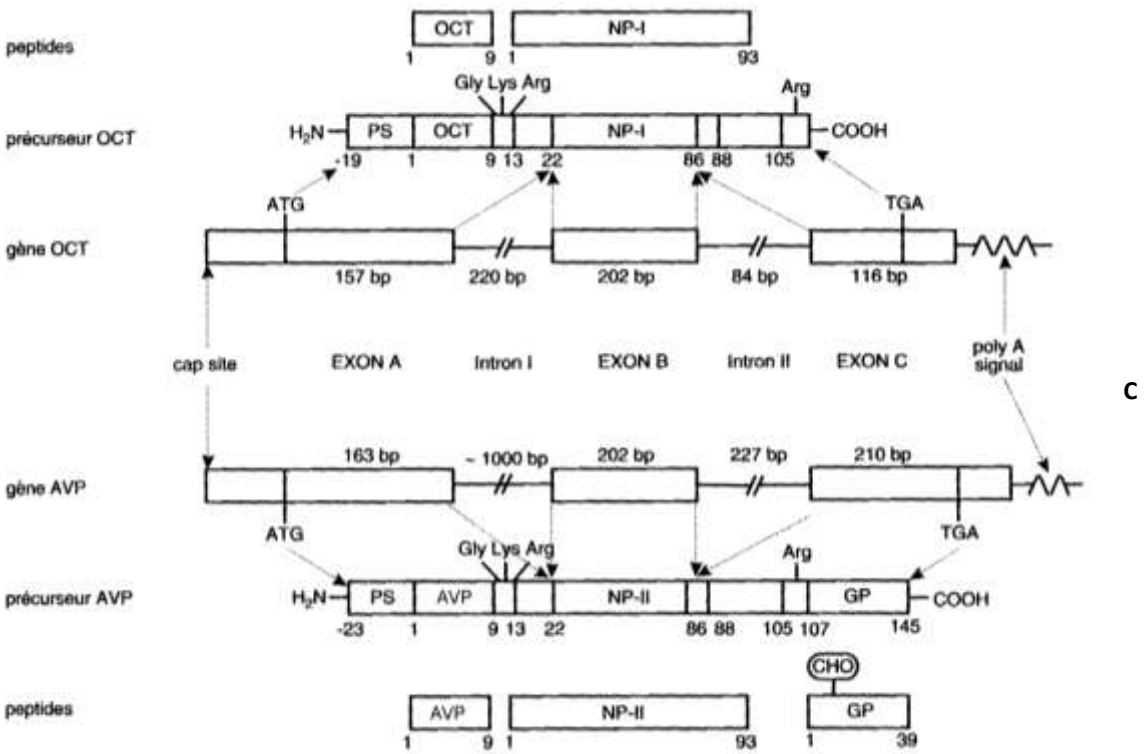 OCT NP-I
peptides
1 9 1 93
Gly Lys Arg Arg
précurseur OCT H₂N PS OCT NP-I COOH
-19 1 9 13 22 86 88 105
ATG TGA
gène OCT
157 bp 220 bp 202 bp 84 bp 116 bp
cap site EXON A Intron I EXON B Intron II EXON C poly A
signal
C
163 bp ~ 1000 bp 202 bp 227 bp 210 bp
gène AVP
ATG TGA
Gly Lys Arg Arg
précurseur AVP H₂N PS AVP NP-II GP COOH
-23 1 9 13 22 86 88 105 107 145
CHO
peptides AVP NP-II GP
1 9 1 93 1 39